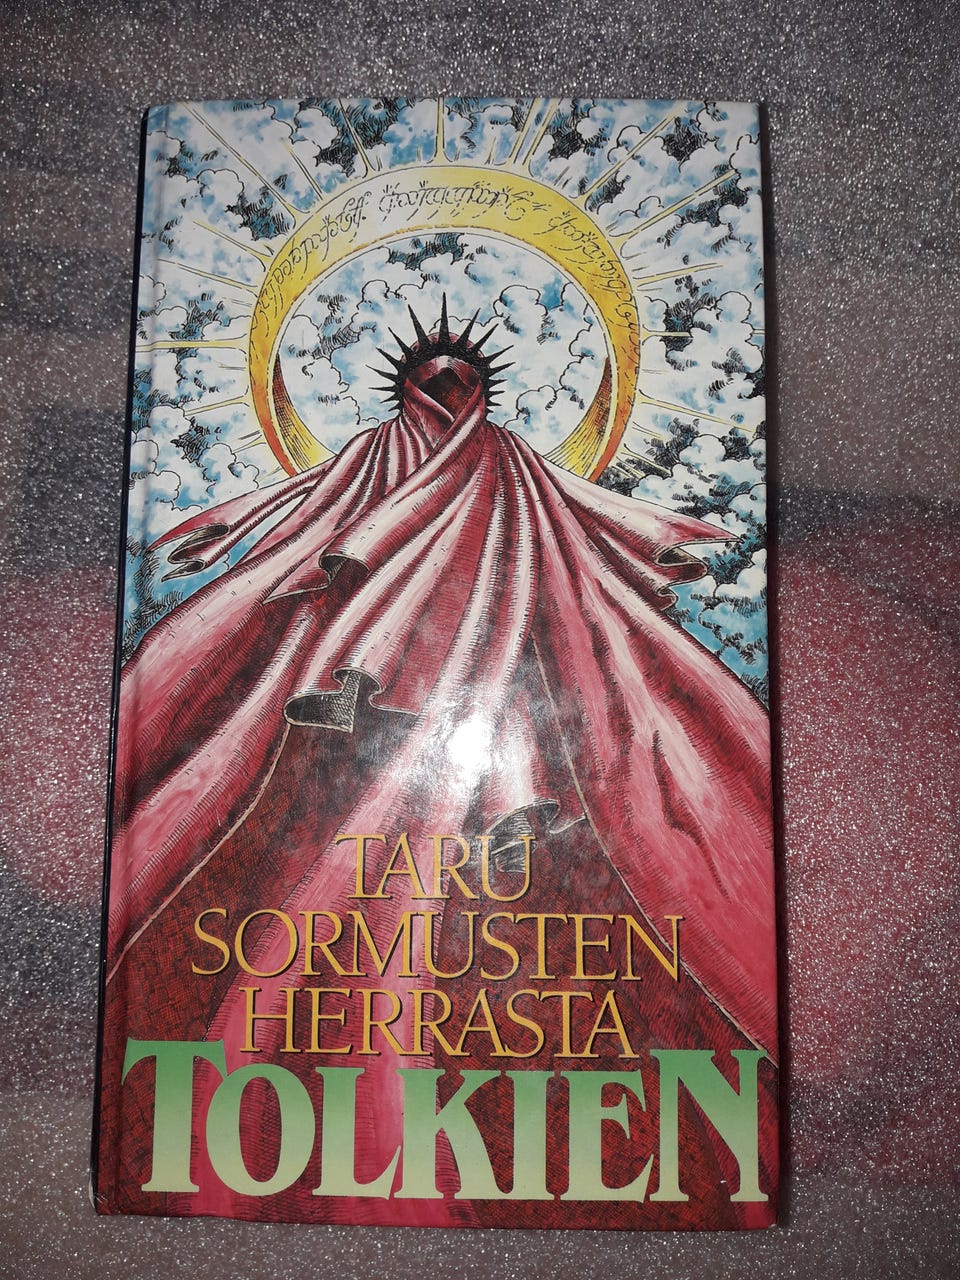 TARU
SORMUSTEN
HERRASTA
TOLKIEN